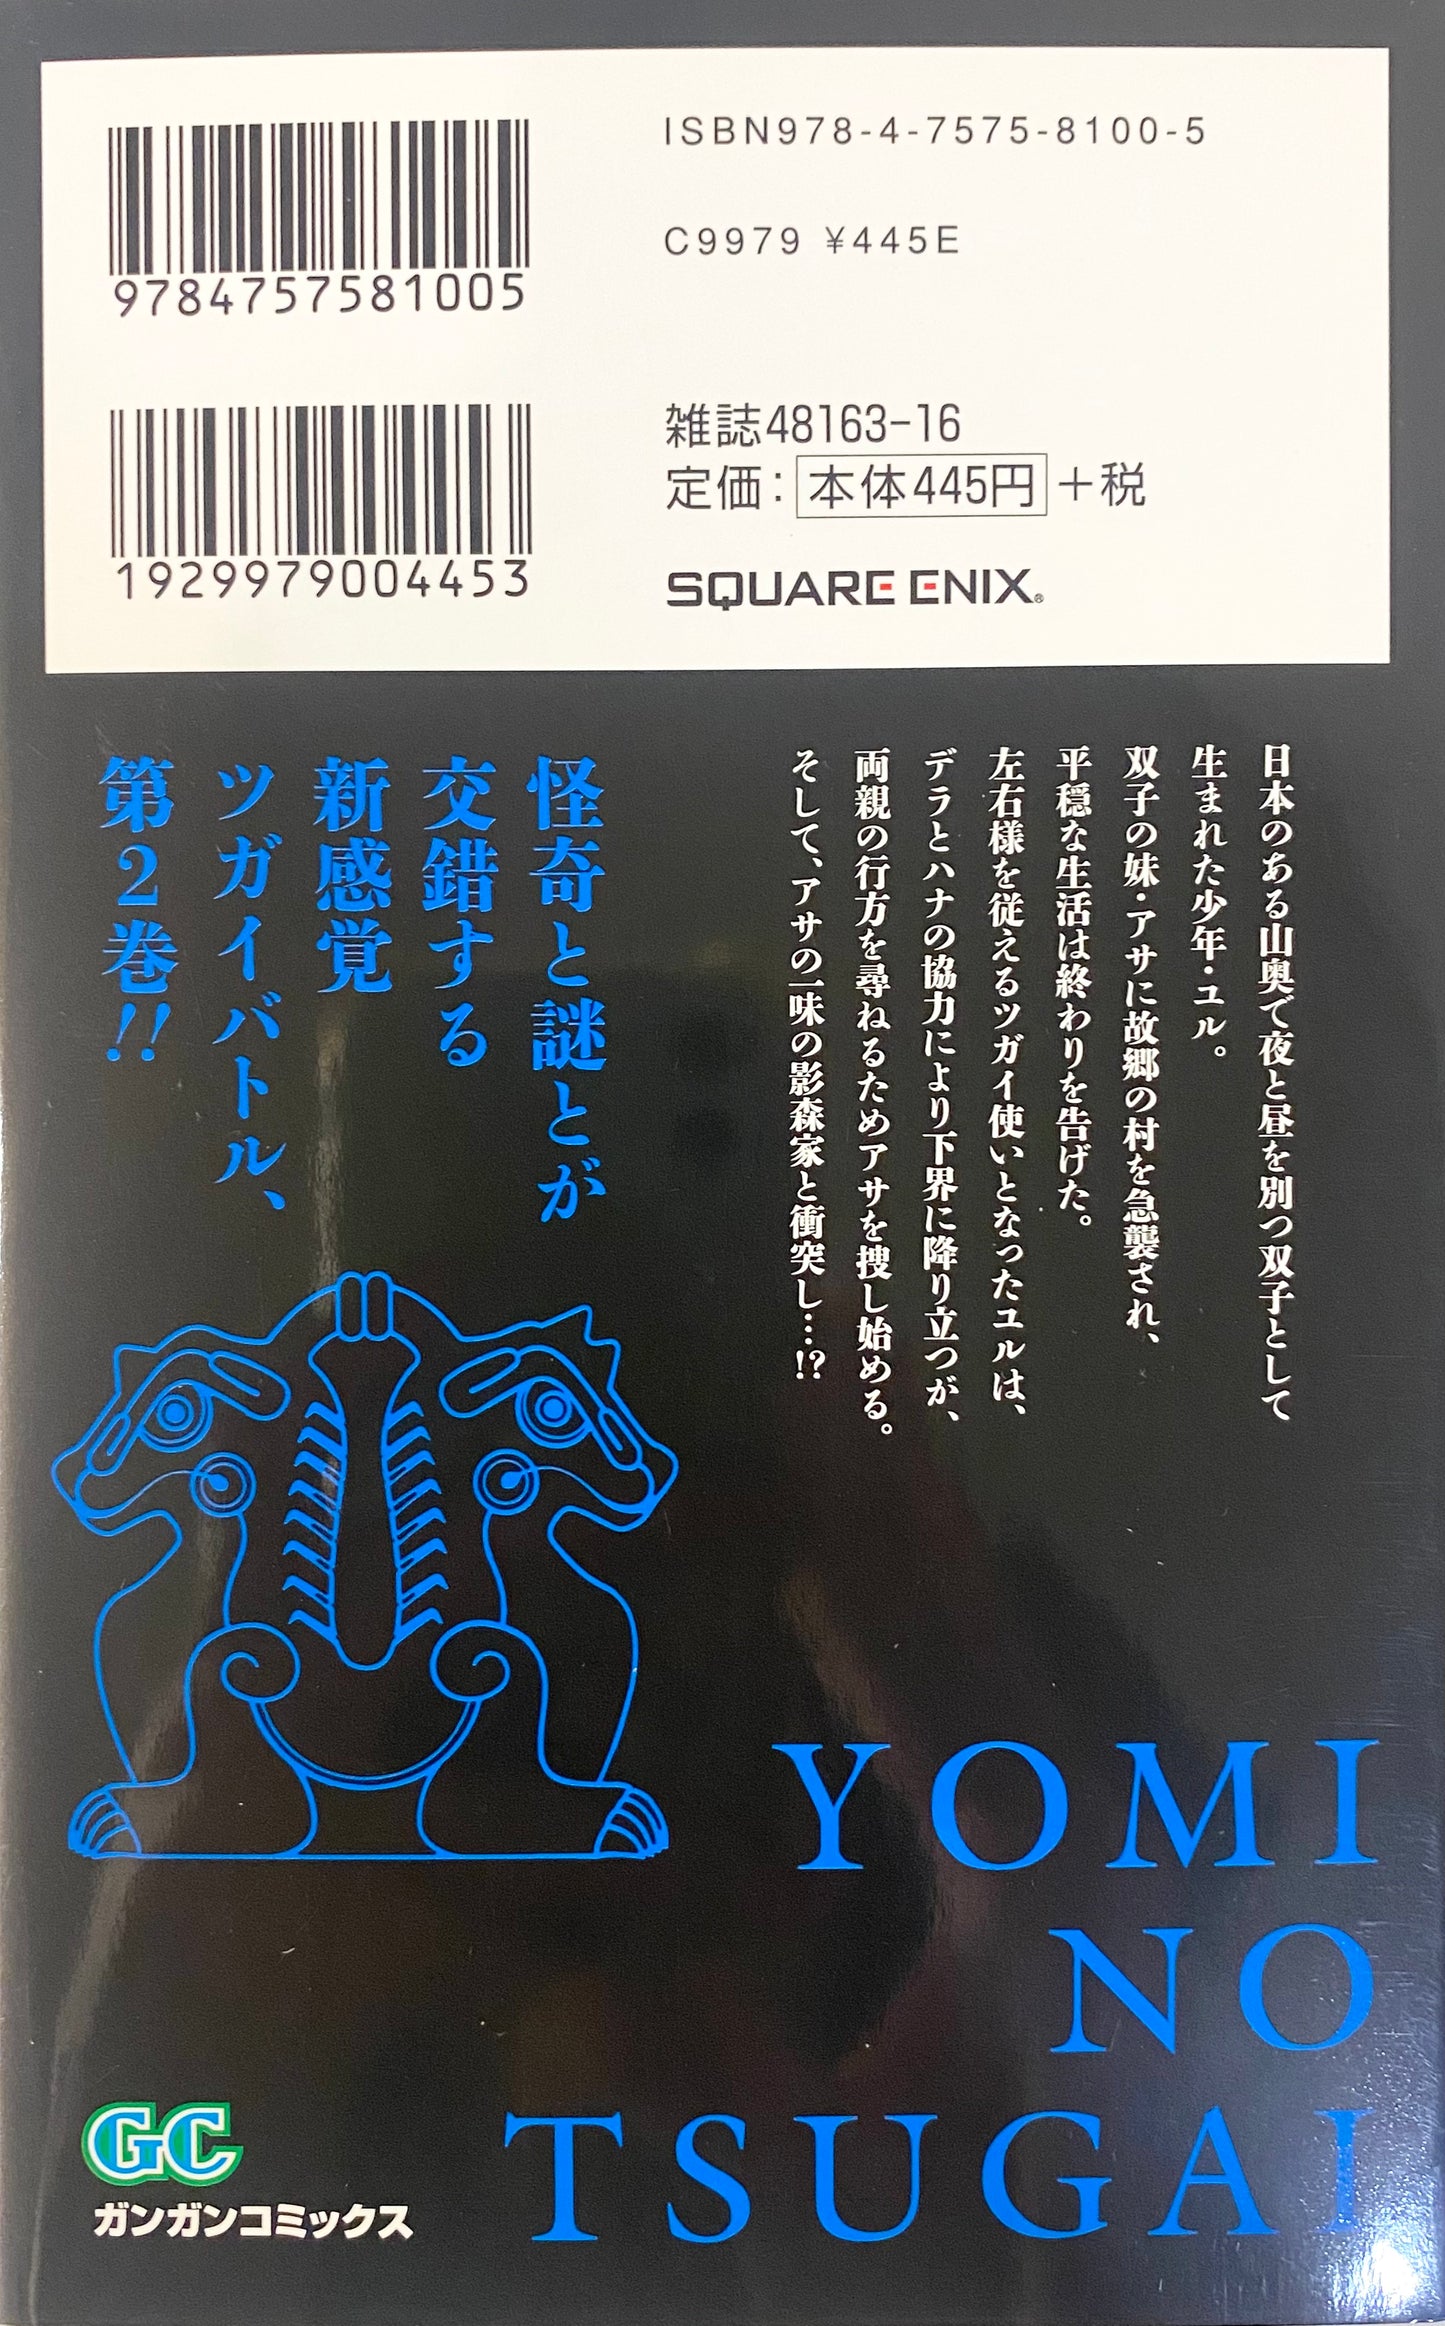 ISBN978-4-7575-8100-5
9784757581005
C9979 ¥445E
雑誌48163-16
定価：本体445円＋税
1929979004453
SQUARE ENIX®
日本のある山奥で夜と昼を別つ双子として
生まれた少年・ユル。
双子の妹・アサに故郷の村を急襲され、
平穏な生活は終わりを告げた。
左右様を従えるツガイ使いとなったユルは、
デラとハナの協力により下界に降り立つが、
両親の行方を尋ねるためアサを捜し始める。
そして、アサの一味の影森家と衝突し…!?
怪奇と謎とが
交錯する
新感覚
ツガイバトル、
第2巻!!
YOMI
NO
TSUGAI
GC
ガンガンコミックス